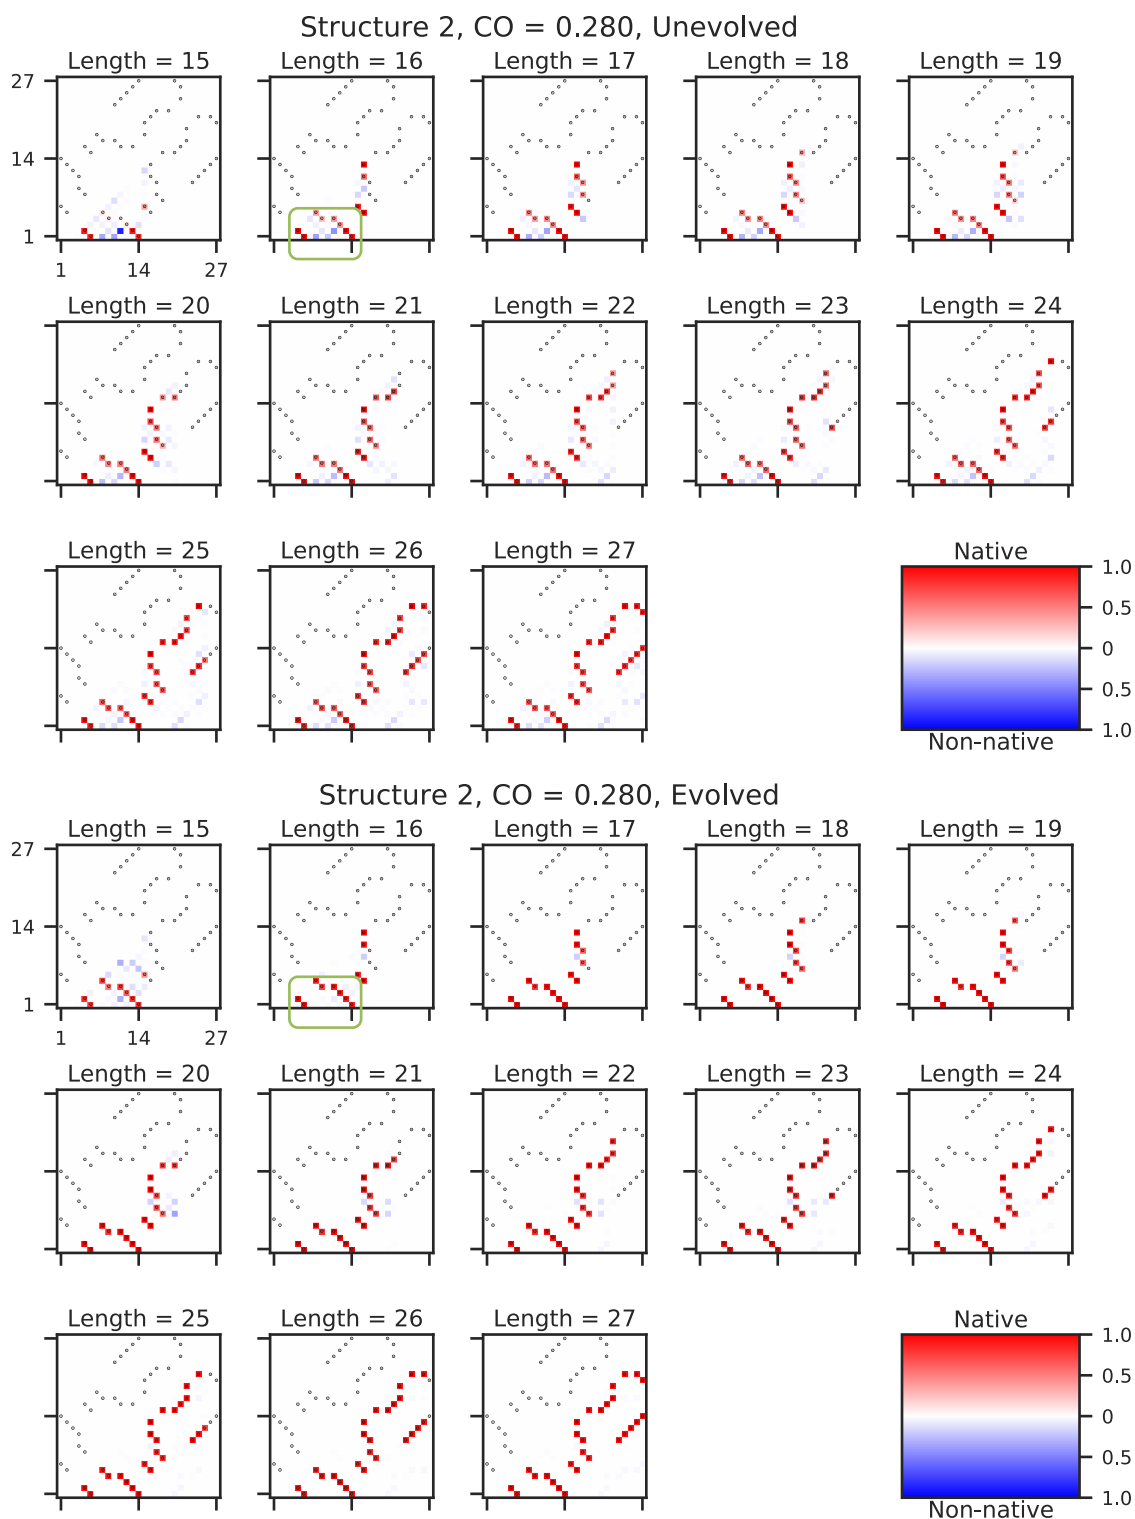 Structure 2, CO = 0.280, Unevolved
Length = 15 Length = 16 Length = 17 Length = 18 Length = 19
27
14
1
1 14 27
Length = 20 Length = 21 Length = 22 Length = 23 Length = 24
Length = 25 Length = 26 Length = 27 Native
1.0
0.5
0
0.5
1.0
Non-native
Structure 2, CO = 0.280, Evolved
Length = 15 Length = 16 Length = 17 Length = 18 Length = 19
27
14
1
1 14 27
Length = 20 Length = 21 Length = 22 Length = 23 Length = 24
Length = 25 Length = 26 Length = 27 Native
1.0
0.5
0
0.5
1.0
Non-native